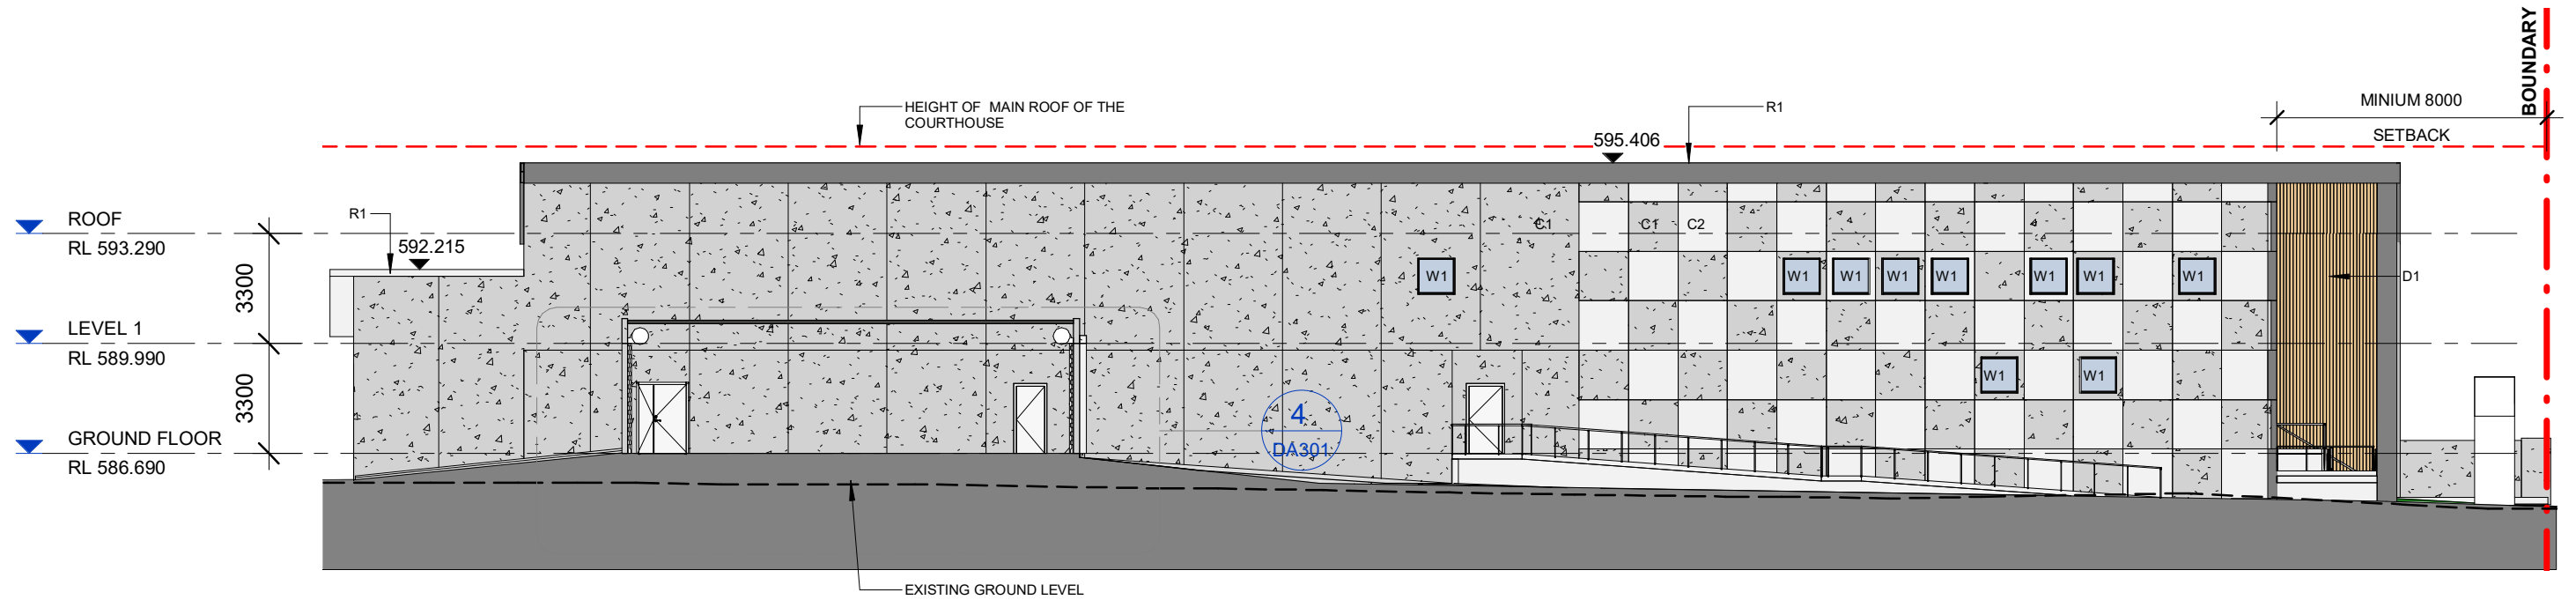 BOUNDARY
MINIUM 8000
SETBACK
HEIGHT OF MAIN ROOF OF THE
COURTHOUSE
R1
595.406
ROOF
RL 593.290
R1
592.215
C1
C1
C2
3300
W1
W1
W1
W1
W1
W1
W1
W1
D1
LEVEL 1
RL 589.990
W1
W1
3300
4
DA301
GROUND FLOOR
RL 586.690
EXISTING GROUND LEVEL